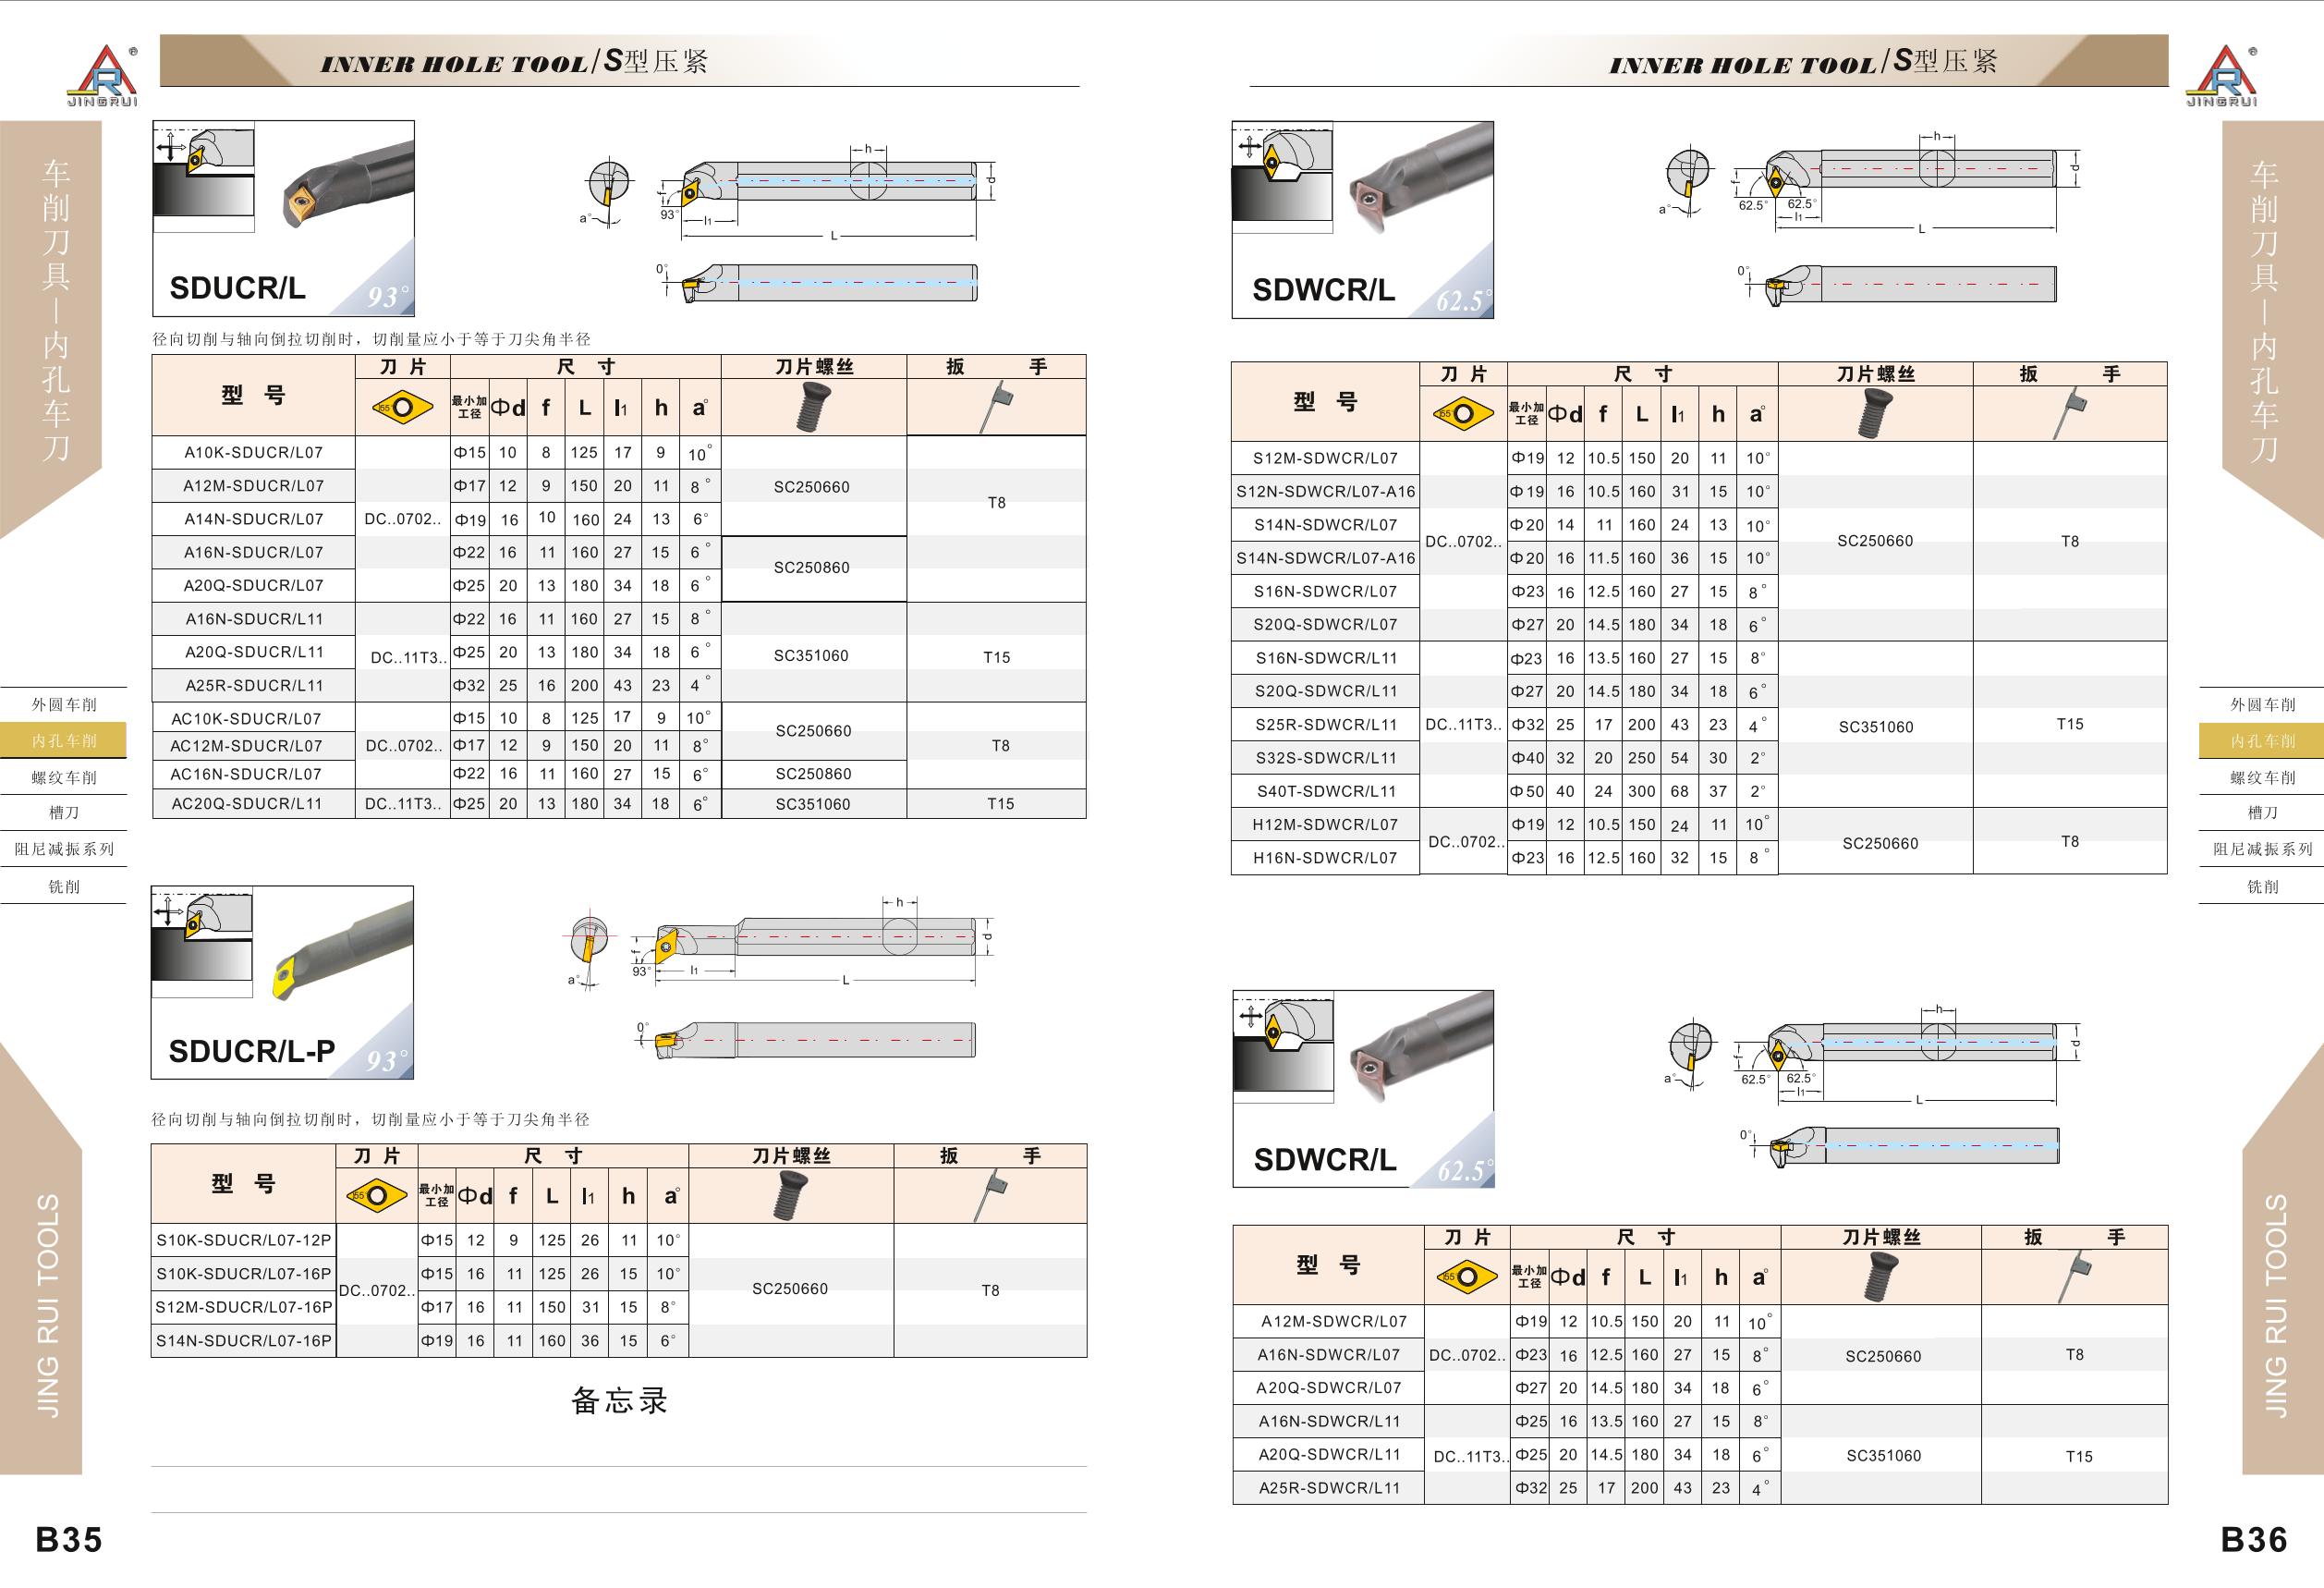 JINGRUI
INNER HOLE TOOL/S型压紧
车削刀具—内孔车刀
外圆车削
内孔车削
螺纹车削
槽刀
阻尼减振系列
铣削
JING RUI TOOLS
B35
SDUCR/L
93°
a°
f
93°
l1
h
d
L
0°
径向切削与轴向倒拉切削时，切削量应小于等于刀尖角半径
型 号 刀 片 尺 寸 刀片螺丝 扳 手
55° 最小加工径 Φd f L l1 h a°
A10K-SDUCR/L07 DC..0702.. Φ15 10 8 125 17 9 10° SC250660 T8
A12M-SDUCR/L07 Φ17 12 9 150 20 11 8°
A14N-SDUCR/L07 Φ19 16 10 160 24 13 6°
A16N-SDUCR/L07 Φ22 16 11 160 27 15 6° SC250860
A20Q-SDUCR/L07 Φ25 20 13 180 34 18 6°
A16N-SDUCR/L11 DC..11T3.. Φ22 16 11 160 27 15 8° SC351060 T15
A20Q-SDUCR/L11 Φ25 20 13 180 34 18 6°
A25R-SDUCR/L11 Φ32 25 16 200 43 23 4°
AC10K-SDUCR/L07 DC..0702.. Φ15 10 8 125 17 9 10° SC250660 T8
AC12M-SDUCR/L07 Φ17 12 9 150 20 11 8°
AC16N-SDUCR/L07 Φ22 16 11 160 27 15 6° SC250860
AC20Q-SDUCR/L11 DC..11T3.. Φ25 20 13 180 34 18 6° SC351060 T15
SDUCR/L-P
93°
a°
f
93°
l1
h
d
L
0°
径向切削与轴向倒拉切削时，切削量应小于等于刀尖角半径
型 号 刀 片 尺 寸 刀片螺丝 扳 手
55° 最小加工径 Φd f L l1 h a°
S10K-SDUCR/L07-12P DC..0702.. Φ15 12 9 125 26 11 10° SC250660 T8
S10K-SDUCR/L07-16P Φ15 16 11 125 26 15 10°
S12M-SDUCR/L07-16P Φ17 16 11 150 31 15 8°
S14N-SDUCR/L07-16P Φ19 16 11 160 36 15 6°
备忘录
INNER HOLE TOOL/S型压紧
JINGRUI
车削刀具—内孔车刀
外圆车削
内孔车削
螺纹车削
槽刀
阻尼减振系列
铣削
JING RUI TOOLS
B36
SDWCR/L
62.5°
a°
f
62.5° 62.5°
l1
h
d
L
0°
型 号 刀 片 尺 寸 刀片螺丝 扳 手
55° 最小加工径 Φd f L l1 h a°
S12M-SDWCR/L07 DC..0702.. Φ19 12 10.5 150 20 11 10° SC250660 T8
S12N-SDWCR/L07-A16 Φ19 16 10.5 160 31 15 10°
S14N-SDWCR/L07 Φ20 14 11 160 24 13 10°
S14N-SDWCR/L07-A16 Φ20 16 11.5 160 36 15 10°
S16N-SDWCR/L07 Φ23 16 12.5 160 27 15 8°
S20Q-SDWCR/L07 Φ27 20 14.5 180 34 18 6°
S16N-SDWCR/L11 DC..11T3.. Φ23 16 13.5 160 27 15 8° SC351060 T15
S20Q-SDWCR/L11 Φ27 20 14.5 180 34 18 6°
S25R-SDWCR/L11 Φ32 25 17 200 43 23 4°
S32S-SDWCR/L11 Φ40 32 20 250 54 30 2°
S40T-SDWCR/L11 Φ50 40 24 300 68 37 2°
H12M-SDWCR/L07 DC..0702.. Φ19 12 10.5 150 24 11 10° SC250660 T8
H16N-SDWCR/L07 Φ23 16 12.5 160 32 15 8°
SDWCR/L
62.5°
a°
f
62.5° 62.5°
l1
h
d
L
0°
型 号 刀 片 尺 寸 刀片螺丝 扳 手
55° 最小加工径 Φd f L l1 h a°
A12M-SDWCR/L07 DC..0702.. Φ19 12 10.5 150 20 11 10° SC250660 T8
A16N-SDWCR/L07 Φ23 16 12.5 160 27 15 8°
A20Q-SDWCR/L07 Φ27 20 14.5 180 34 18 6°
A16N-SDWCR/L11 DC..11T3.. Φ25 16 13.5 160 27 15 8° SC351060 T15
A20Q-SDWCR/L11 Φ25 20 14.5 180 34 18 6°
A25R-SDWCR/L11 Φ32 25 17 200 43 23 4°